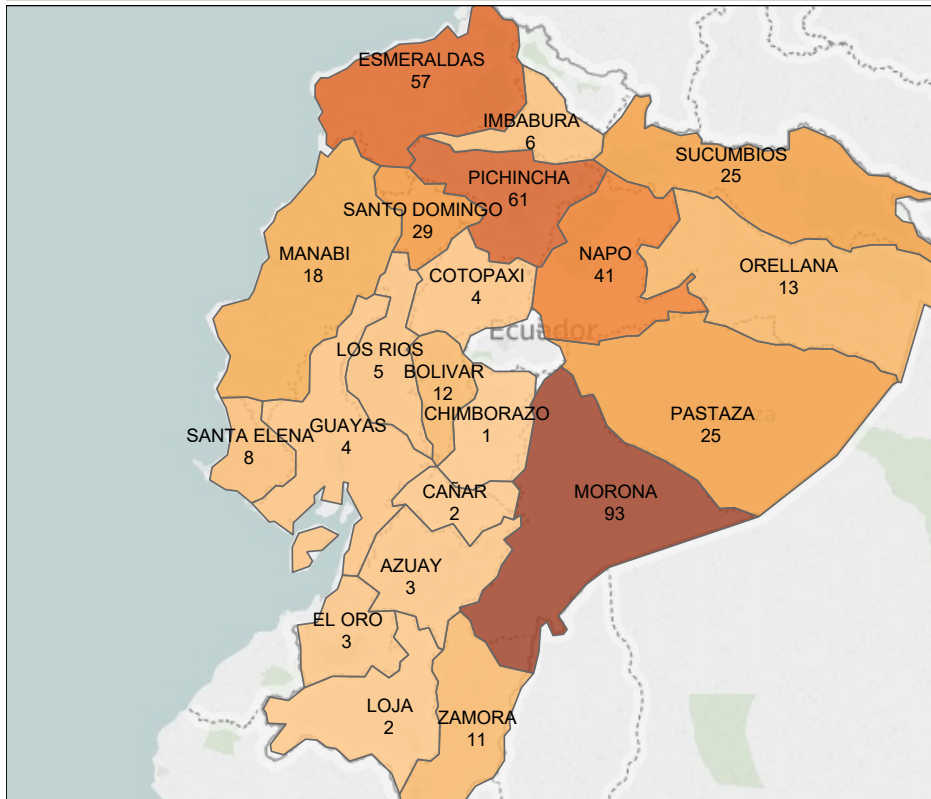 ESMERALDAS
57
IMBABURA
6
SUCUMBIOS
25
PICHINCHA
61
SANTO DOMINGO
29
MANABI
18
COTOPAXI
4
NAPO
41
ORELLANA
13
Ecuador
LOS RIOS
5
BOLIVAR
12
CHIMBORAZO
1
PASTAZA
25
GUAYAS
4
SANTA ELENA
8
CAÑAR
2
MORONA
93
AZUAY
3
EL ORO
3
LOJA
2
ZAMORA
11